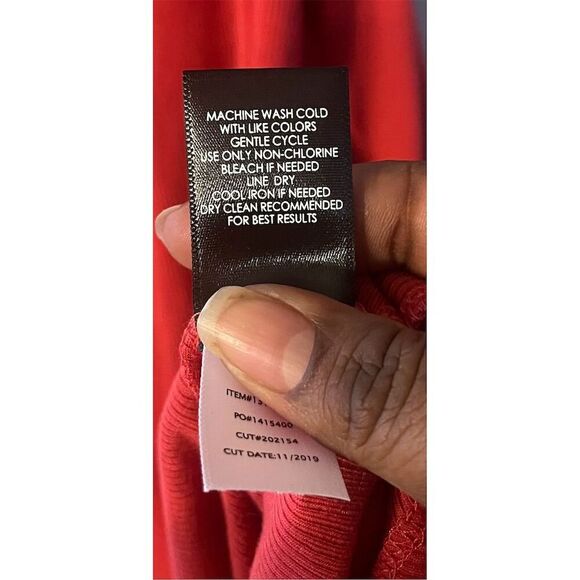 MACHINE WASH COLD
WITH LIKE COLORS
GENTLE CYCLE
USE ONLY NON-CHLORINE
BLEACH IF NEEDED
LINE DRY
COOL IRON IF NEEDED
DRY CLEAN RECOMMENDED
FOR BEST RESULTS
PO#1415400
CUT#202154
CUT DATE:11/2019